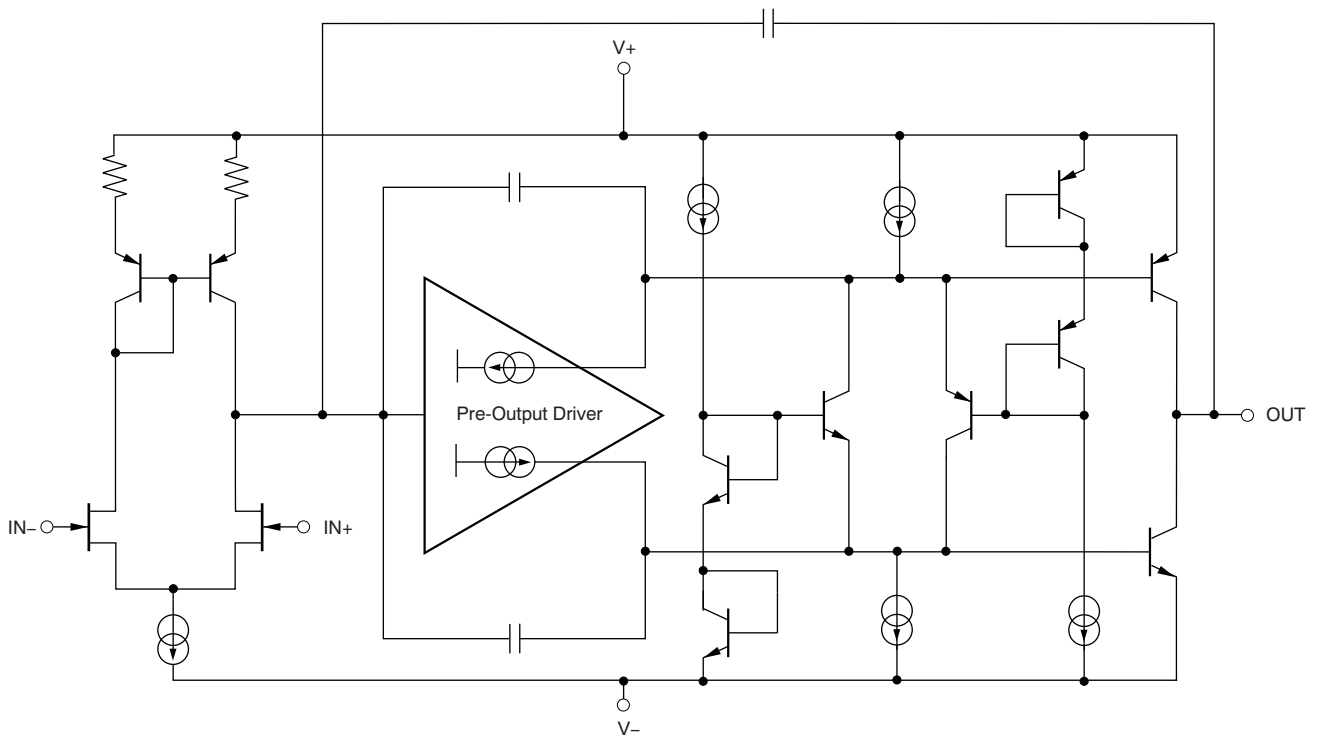 V+
Pre-Output Driver
OUT
IN–
IN+
V–